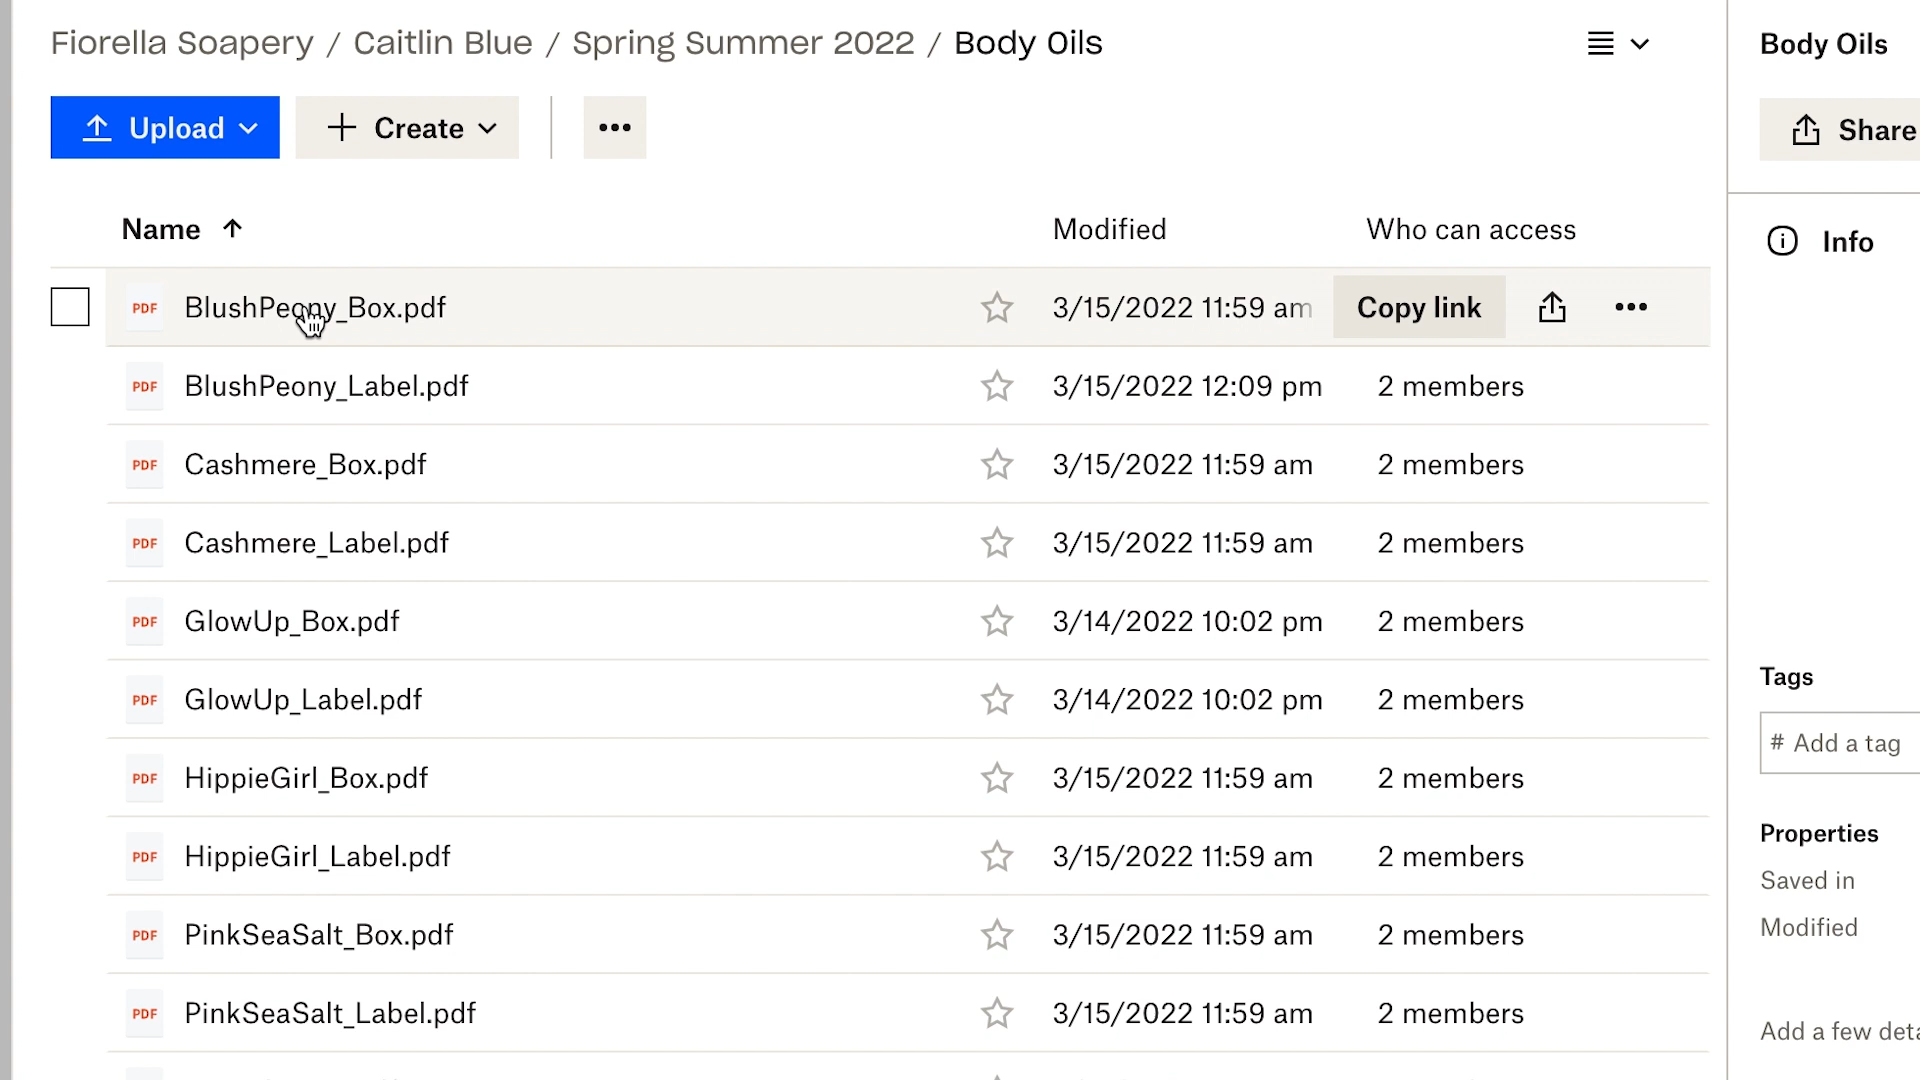 Fiorella Soapery / Caitlin Blue / Spring Summer 2022 / Body Oils
Body Oils
Upload
Create
Share
Name
Modified
Who can access
Info
PDF BlushPeony_Box.pdf 3/15/2022 11:59 am Copy link
PDF BlushPeony_Label.pdf 3/15/2022 12:09 pm 2 members
PDF Cashmere_Box.pdf 3/15/2022 11:59 am 2 members
PDF Cashmere_Label.pdf 3/15/2022 11:59 am 2 members
PDF GlowUp_Box.pdf 3/14/2022 10:02 pm 2 members
PDF GlowUp_Label.pdf 3/14/2022 10:02 pm 2 members
PDF HippieGirl_Box.pdf 3/15/2022 11:59 am 2 members
PDF HippieGirl_Label.pdf 3/15/2022 11:59 am 2 members
PDF PinkSeaSalt_Box.pdf 3/15/2022 11:59 am 2 members
PDF PinkSeaSalt_Label.pdf 3/15/2022 11:59 am 2 members
Tags
# Add a tag
Properties
Saved in
Modified
Add a few deta